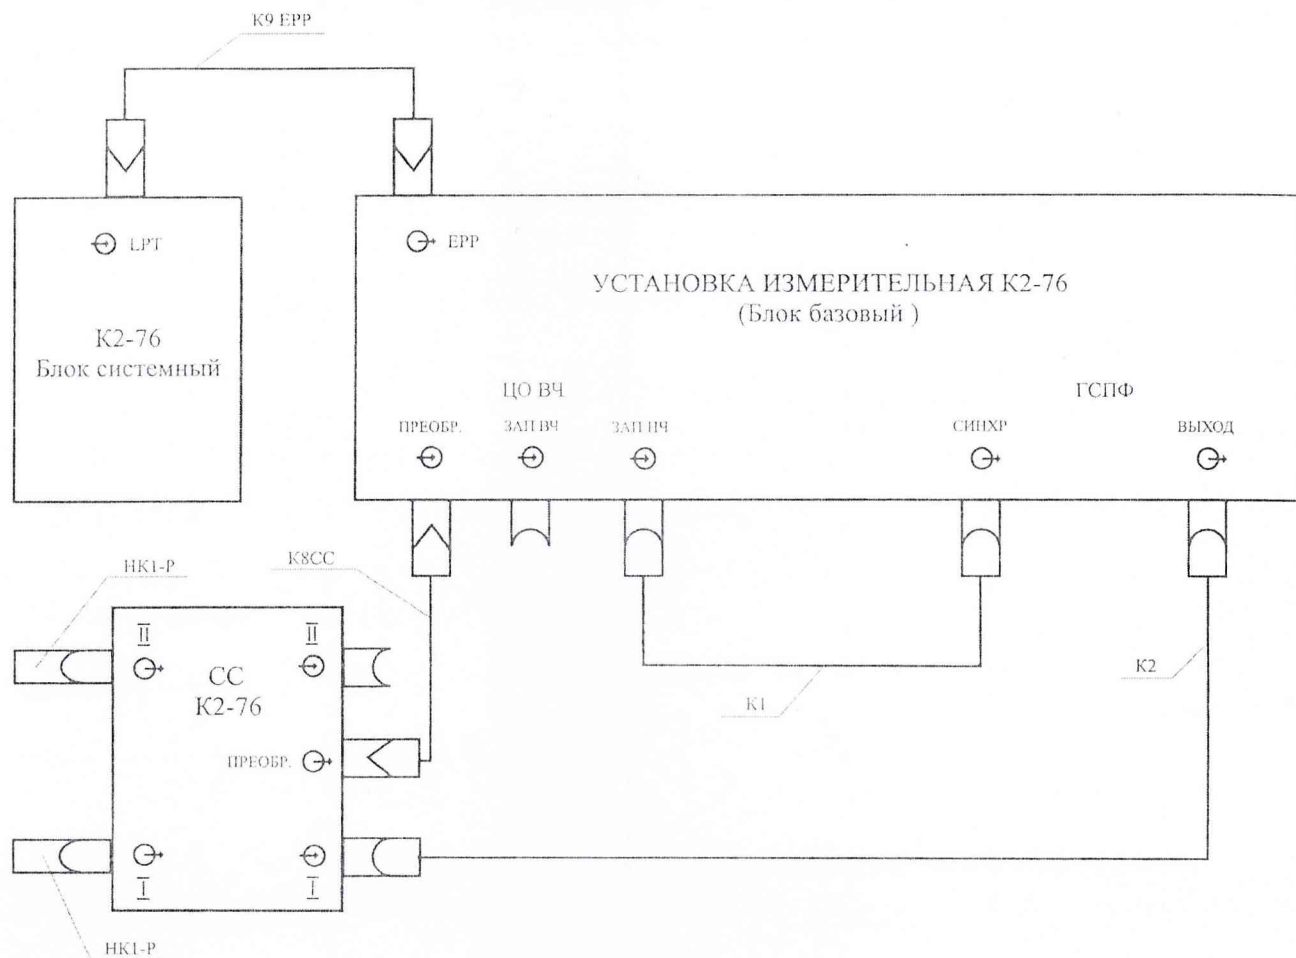 К9 EPP
LPT
EPP
УСТАНОВКА ИЗМЕРИТЕЛЬНАЯ К2-76
(Блок базовый )
К2-76
Блок системный
ЦО ВЧ
ГСПФ
ПРЕОБР.
ЗАП ВЧ
ЗАП НЧ
СИНХР
ВЫХОД
НК1-Р
К8СС
II
II
СС
К2-76
К1
К2
ПРЕОБР.
I
I
НК1-Р